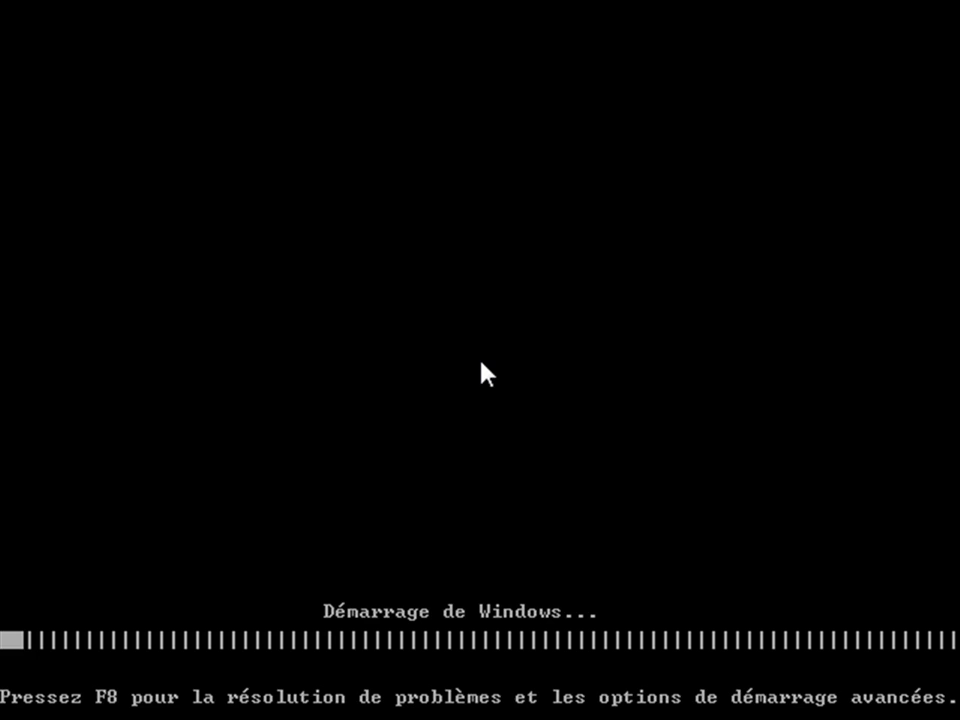 Démarrage de Windows...
Pressez F8 pour la résolution de problèmes et les options de démarrage avancées.